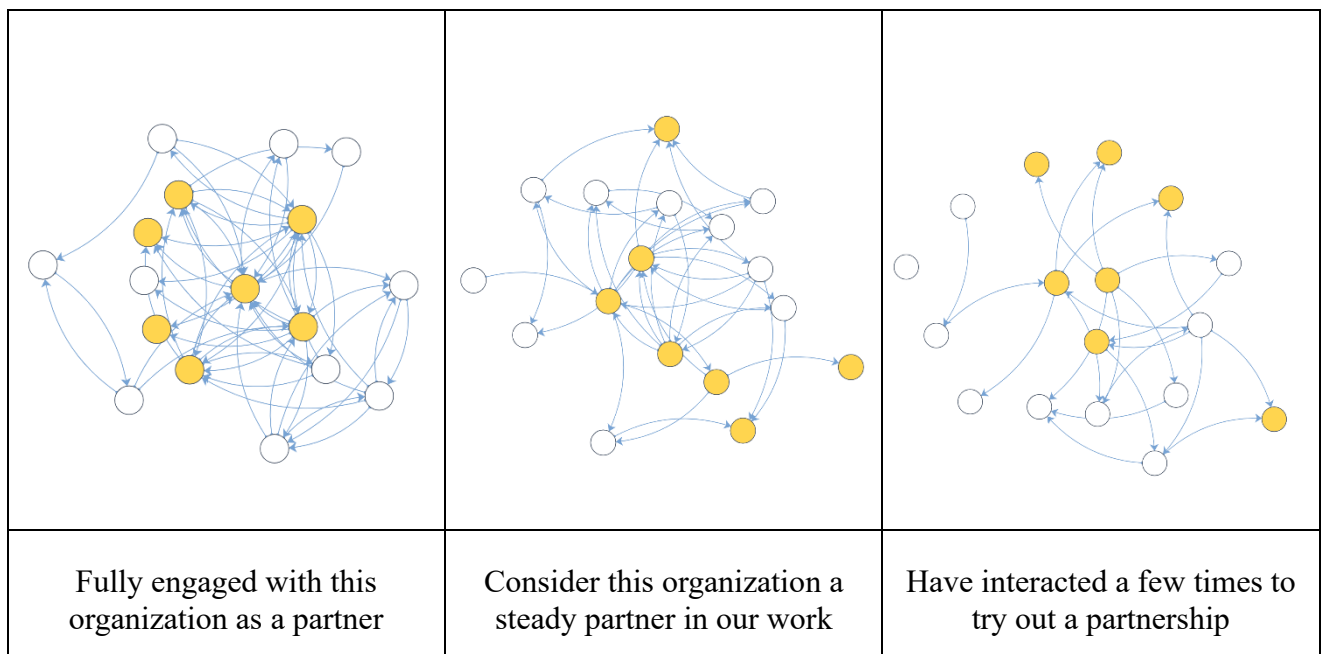 Fully engaged with this
organization as a partner
Consider this organization a
steady partner in our work
Have interacted a few times to
try out a partnership